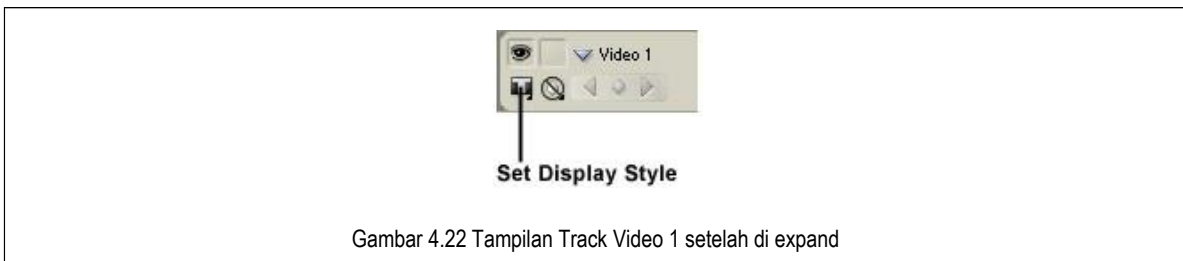 Video 1
Set Display Style
Gambar 4.22 Tampilan Track Video 1 setelah di expand